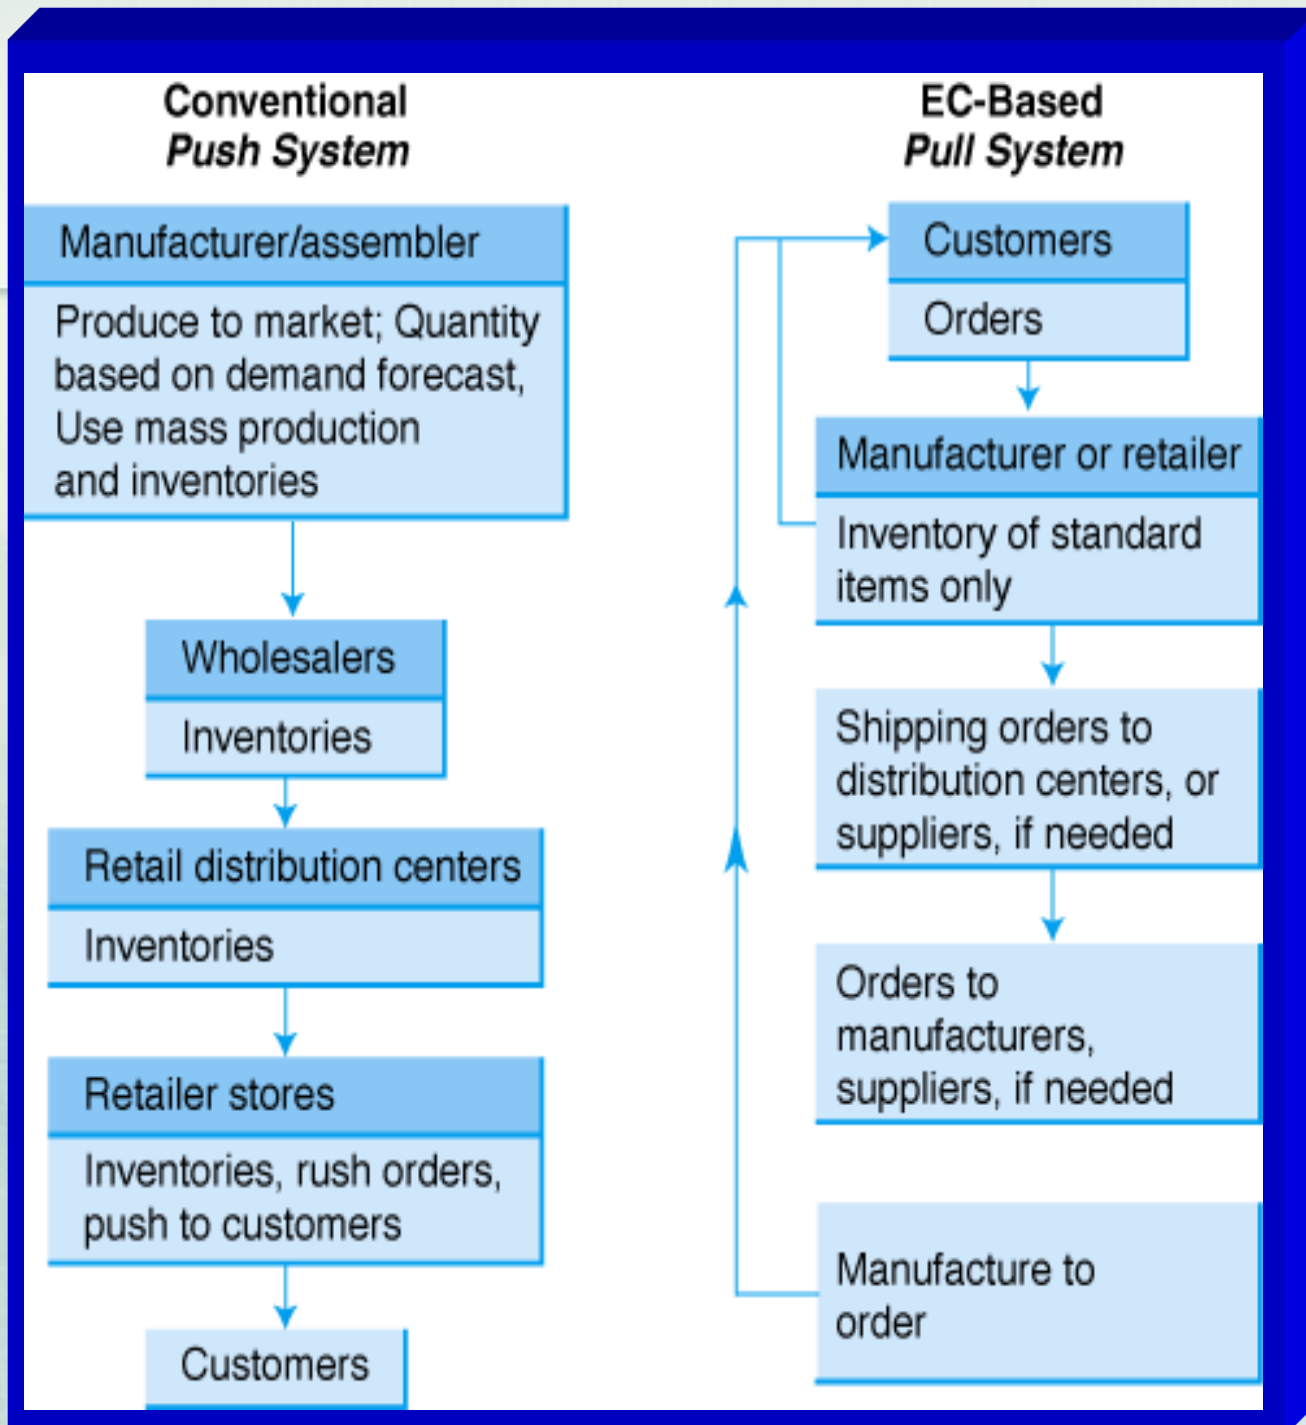 Conventional
Push System
Manufacturer/assembler
Produce to market; Quantity
based on demand forecast,
Use mass production
and inventories
Wholesalers
Inventories
Retail distribution centers
Inventories
Retailer stores
Inventories, rush orders,
push to customers
Customers
EC-Based
Pull System
Customers
Orders
Manufacturer or retailer
Inventory of standard
items only
Shipping orders to
distribution centers, or
suppliers, if needed
Orders to
manufacturers,
suppliers, if needed
Manufacture to
order